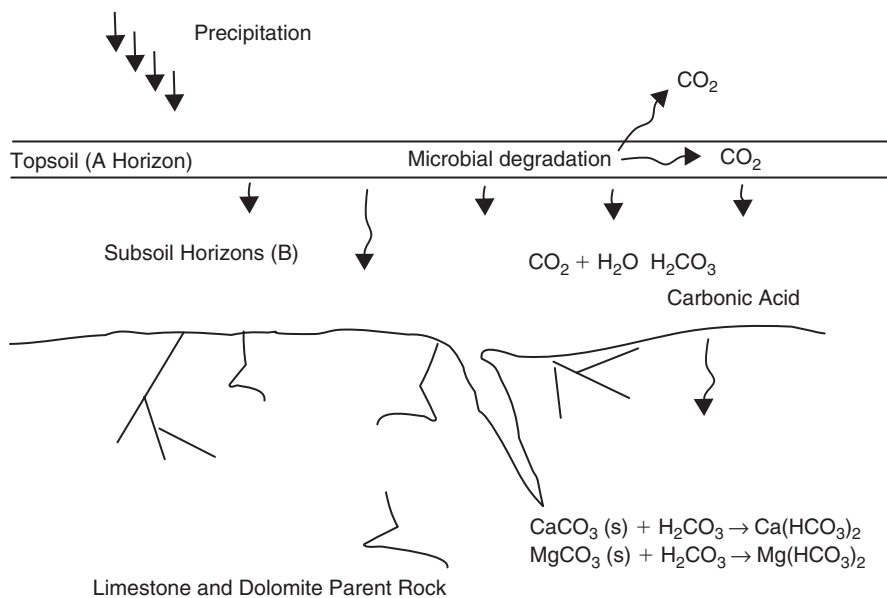 Precipitation
CO₂
Topsoil (A Horizon)
Microbial degradation
CO₂
Subsoil Horizons (B)
CO₂ + H₂O  H₂CO₃
Carbonic Acid
CaCO₃ (s) + H₂CO₃ → Ca(HCO₃)₂
MgCO₃ (s) + H₂CO₃ → Mg(HCO₃)₂
Limestone and Dolomite Parent Rock